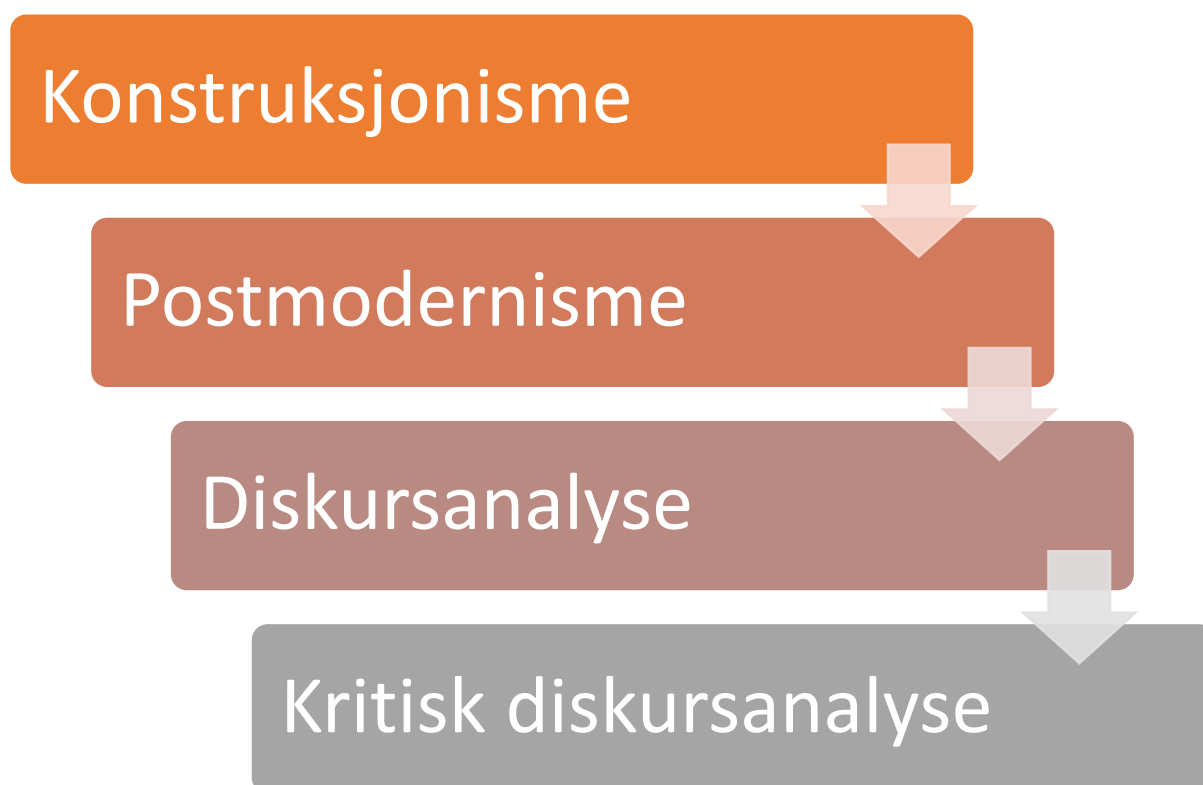 Konstruksjonisme
Postmodernisme
Diskursanalyse
Kritisk diskursanalyse